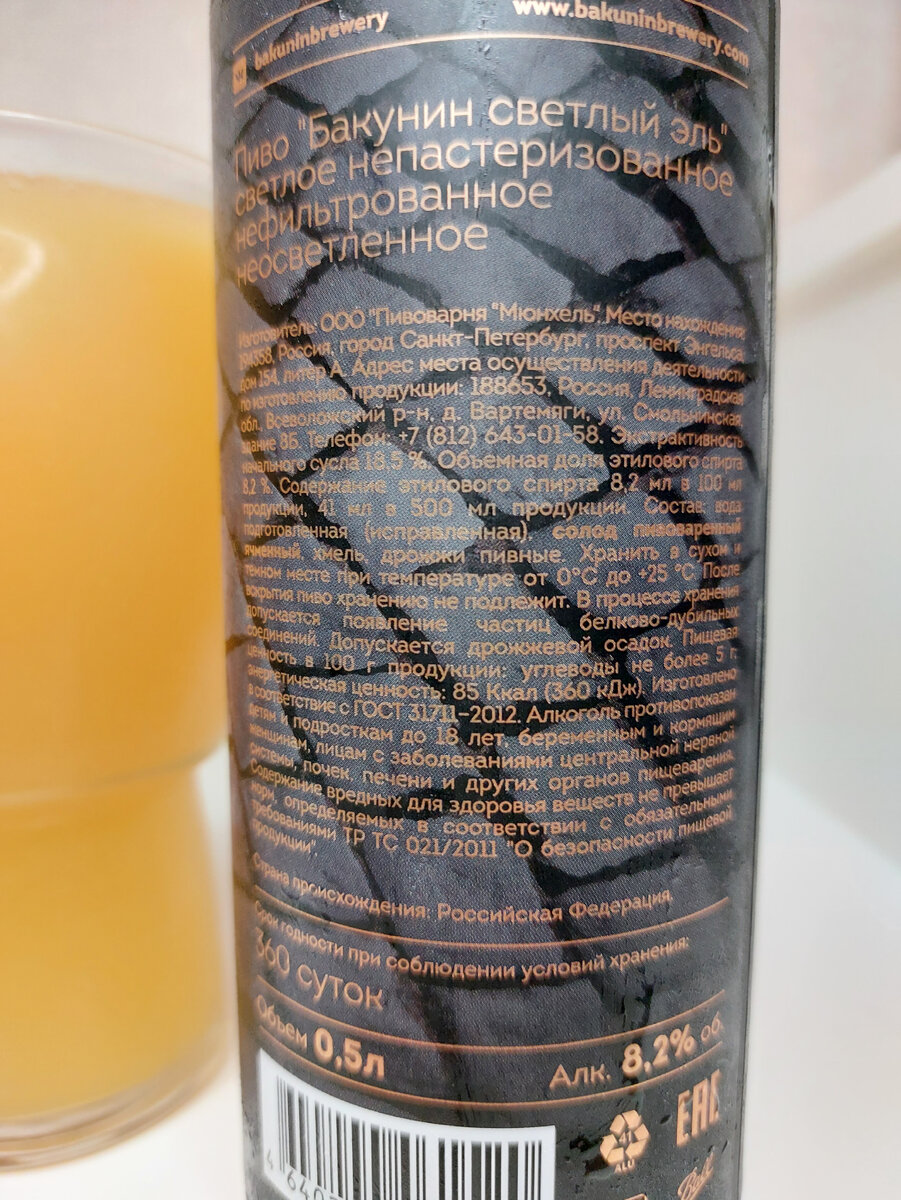 bakuninbrewery
www.bakuninbrewery.com
Пиво "Бакунин светлый эль"
светлое непастеризованное
нефильтрованное
неосветленное
Изготовитель: ООО "Пивоварня "Мюнхель". Место нахождения
194358, Россия, город Санкт-Петербург, проспект Энгельса,
дом 154, литер А. Адрес места осуществления деятельности
по изготовлению продукции: 188653, Россия, Ленинградская
обл., Всеволожский р-н, д. Вартемяги, ул. Смольнинская,
здание 8Б. Телефон: +7 (812) 643-01-58. Экстрактивность
начального сусла 18,5 %. Объемная доля этилового спирта
8,2 %. Содержание этилового спирта 8,2 мл в 100 мл
продукции, 41 мл в 500 мл продукции. Состав: вода
подготовленная (исправленная), солод пивоваренный
ячменный, хмель, дрожжи пивные. Хранить в сухом и
темном месте при температуре от 0°С до +25 °С. После
вскрытия пиво хранению не подлежит. В процессе хранения
допускается появление частиц белково-дубильных
соединений. Допускается дрожжевой осадок. Пищевая
ценность в 100 г продукции: углеводы не более 5 г;
энергетическая ценность: 85 Ккал (360 кДж). Изготовлено
в соответствие с ГОСТ 31711-2012. Алкоголь противопоказан
детям и подросткам до 18 лет, беременным и кормящим
женщинам, лицам с заболеваниями центральной нервной
системы, почек, печени и других органов пищеварения.
Содержание вредных для здоровья веществ не превышает
норм, определяемых в соответствии с обязательными
требованиями ТР ТС 021/2011 "О безопасности пищевой
продукции"
Страна происхождения: Российская Федерация.
Срок годности при соблюдении условий хранения:
360 суток
Объем 0,5л
Алк. 8,2% об.
41
ALU
EAC
4 640